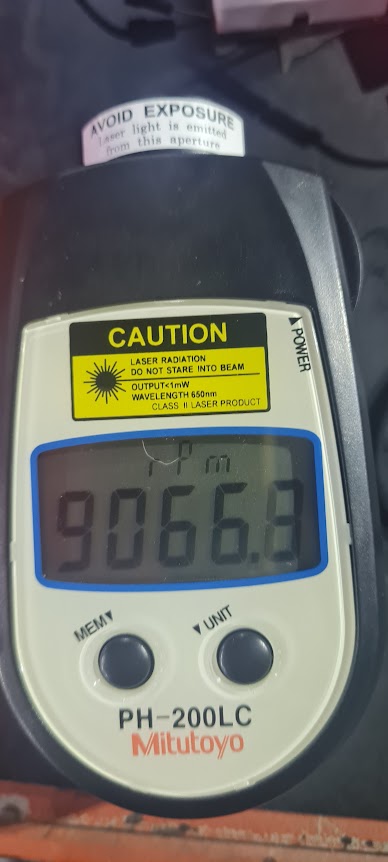 AVOID EXPOSURE
Laser light is emitted
from this aperture
CAUTION
LASER RADIATION
DO NOT STARE INTO BEAM
OUTPUT<1mW
WAVELENGTH 650nm
CLASS II LASER PRODUCT
▲POWER
rPm
9066.8
MEM▼
▼UNIT
PH-200LC
Mitutoyo